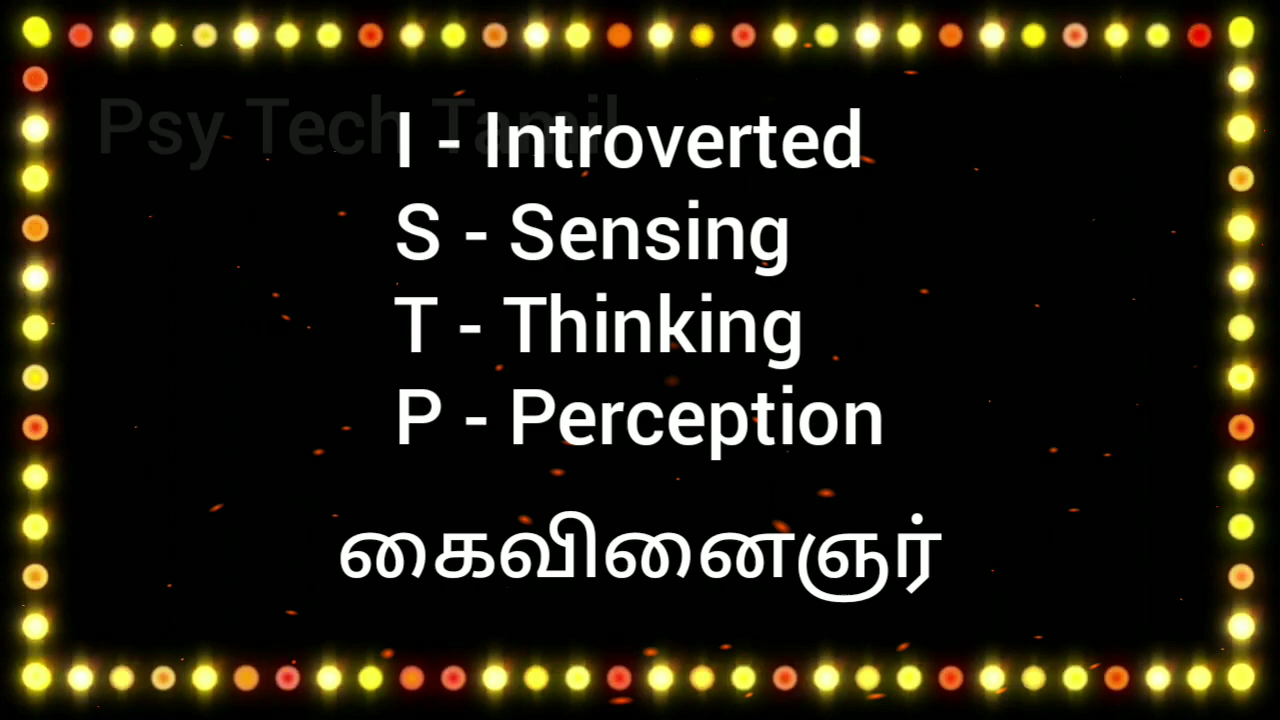 Psy Tech Tamil
I - Introverted
S - Sensing
T - Thinking
P - Perception
கைவினைஞர்